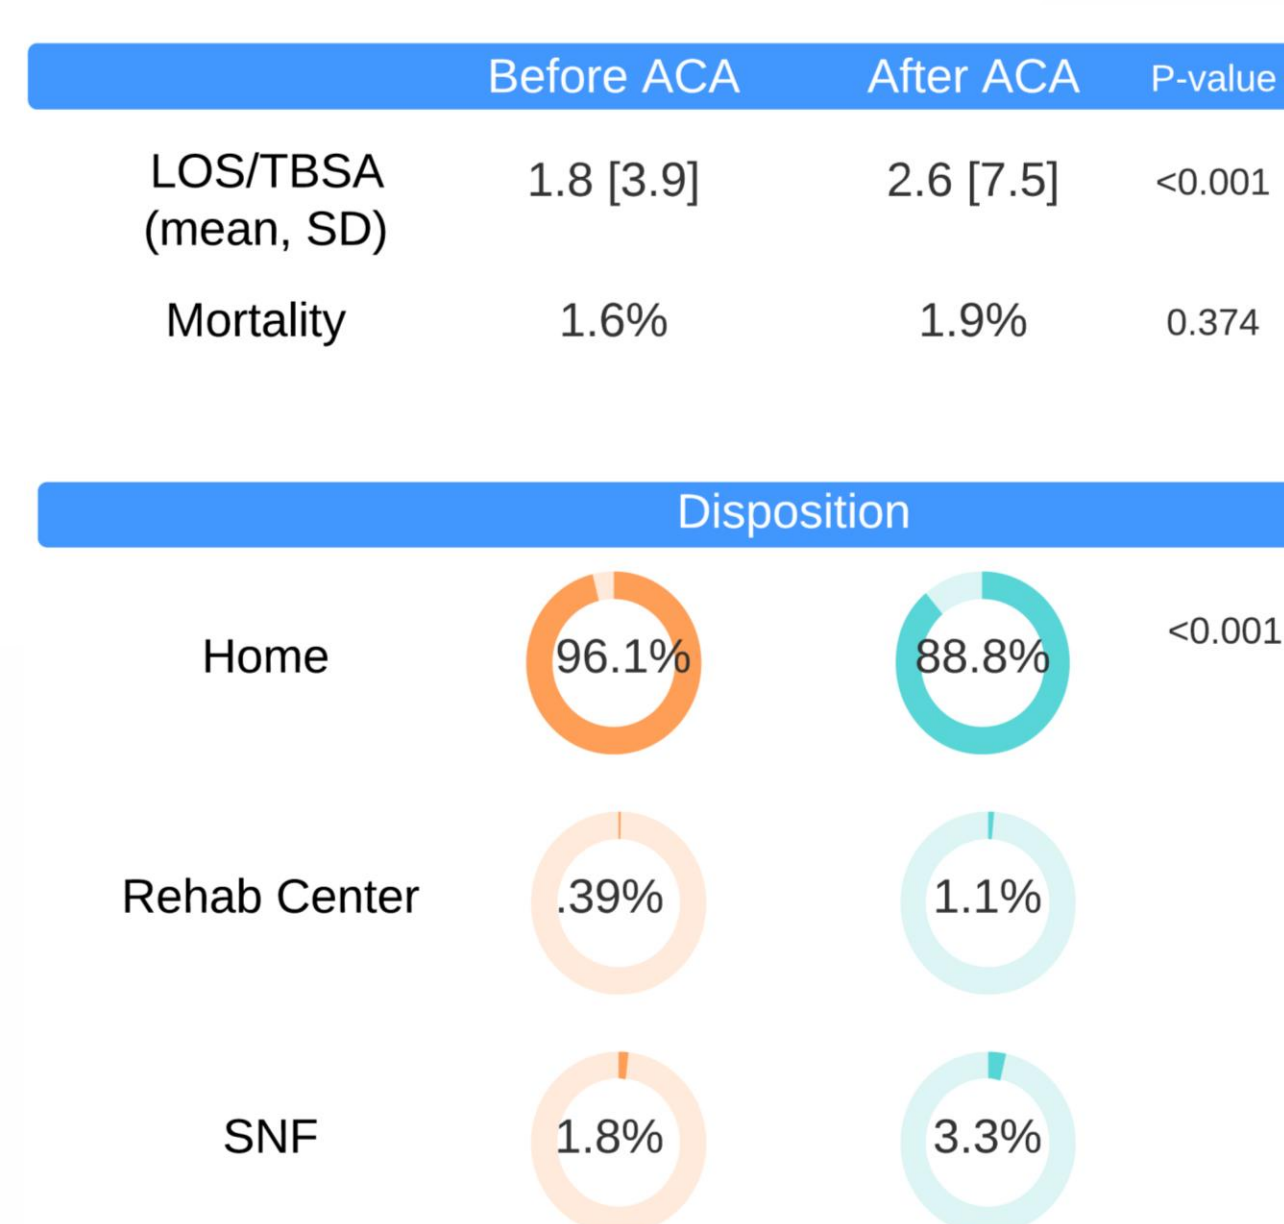 Before ACA After ACA P-value
LOS/TBSA 1.8 [3.9] 2.6 [7.5] <0.001
(mean, SD)
Mortality 1.6% 1.9% 0.374
Disposition
Home 96.1% 88.8% <0.001
Rehab Center .39% 1.1%
SNF 1.8% 3.3%